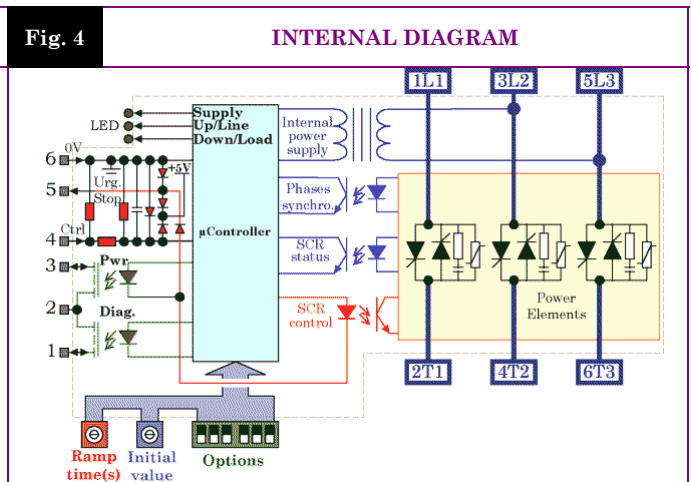 Fig. 4
INTERNAL DIAGRAM
1L1
3L2
5L3
LED
Supply
Up/Line
Down/Load
Internal
power
supply
6
0V
+5V
5
Urg.
Stop
Phases
synchro.
4
Ctrl
µController
SCR
status
3
Pwr
2
Diag.
SCR
control
Power
Elements
1
2T1
4T2
6T3
Ramp
time(s)
Initial
value
Options